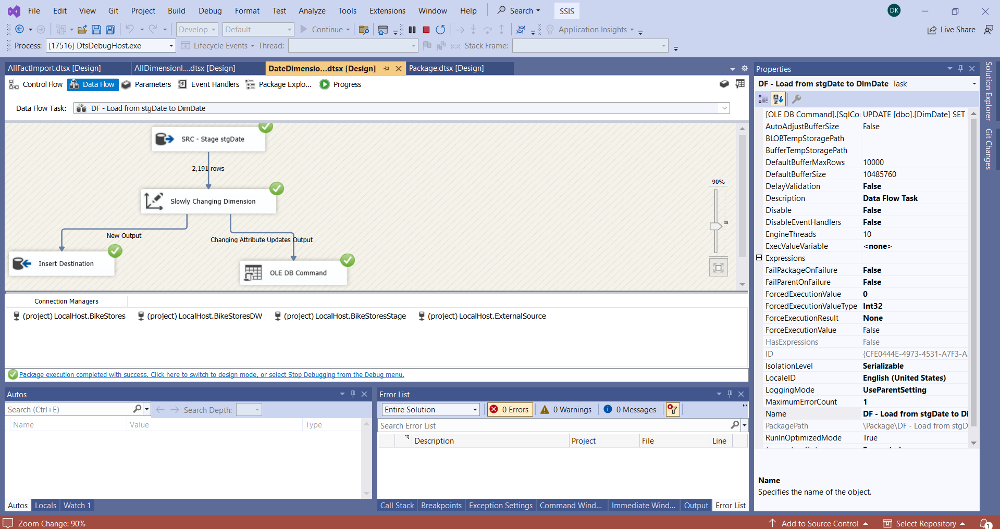 File Edit View Git Project Build Debug Format Test Analyze Tools Extensions Window Help Search SSIS DK
Develop Default Continue Application Insights Live Share
Process: [17516] DtsDebugHost.exe Lifecycle Events Thread: Stack Frame:
AllFactImport.dtsx [Design] AllDimensionI....dtsx [Design] DateDimensio...dtsx [Design] Package.dtsx [Design]
Control Flow Data Flow Parameters Event Handlers Package Explo... Progress
Data Flow Task: DF - Load from stgDate to DimDate
SRC - Stage stgDate
2,191 rows
Slowly Changing Dimension
New Output
Changing Attribute Updates Output
Insert Destination
OLE DB Command
90%
Connection Managers
(project) LocalHost.BikeStores (project) LocalHost.BikeStoresDW (project) LocalHost.BikeStoresStage (project) LocalHost.ExternalSource
Package execution completed with success. Click here to switch to design mode, or select Stop Debugging from the Debug menu.
Autos
Search (Ctrl+E) Search Depth:
Name Value Type
Autos Locals Watch 1
Error List
Entire Solution 0 Errors 0 Warnings 0 Messages
Search Error List
Description Project File Line
Call Stack Breakpoints Exception Settings Command Wind... Immediate Wind... Output Error List
Properties
DF - Load from stgDate to DimDate Task
[OLE DB Command].[SqlCor UPDATE [dbo].[DimDate] SET
AutoAdjustBufferSize False
BLOBTempStoragePath
BufferTempStoragePath
DefaultBufferMaxRows 10000
DefaultBufferSize 10485760
DelayValidation False
Description Data Flow Task
Disable False
DisableEventHandlers False
EngineThreads 10
ExecValueVariable <none>
Expressions
FailPackageOnFailure False
FailParentOnFailure False
ForcedExecutionValue 0
ForcedExecutionValueType Int32
ForceExecutionResult None
ForceExecutionValue False
HasExpressions False
ID {CFE0444E-4973-4531-A7F3-A
IsolationLevel Serializable
LocaleID English (United States)
LoggingMode UseParentSetting
MaximumErrorCount 1
Name DF - Load from stgDate to Di
PackagePath \Package\DF - Load from stgD
RunInOptimizedMode True
Name
Specifies the name of the object.
Solution Explorer
Git Changes
Zoom Change: 90% Add to Source Control Select Repository 1